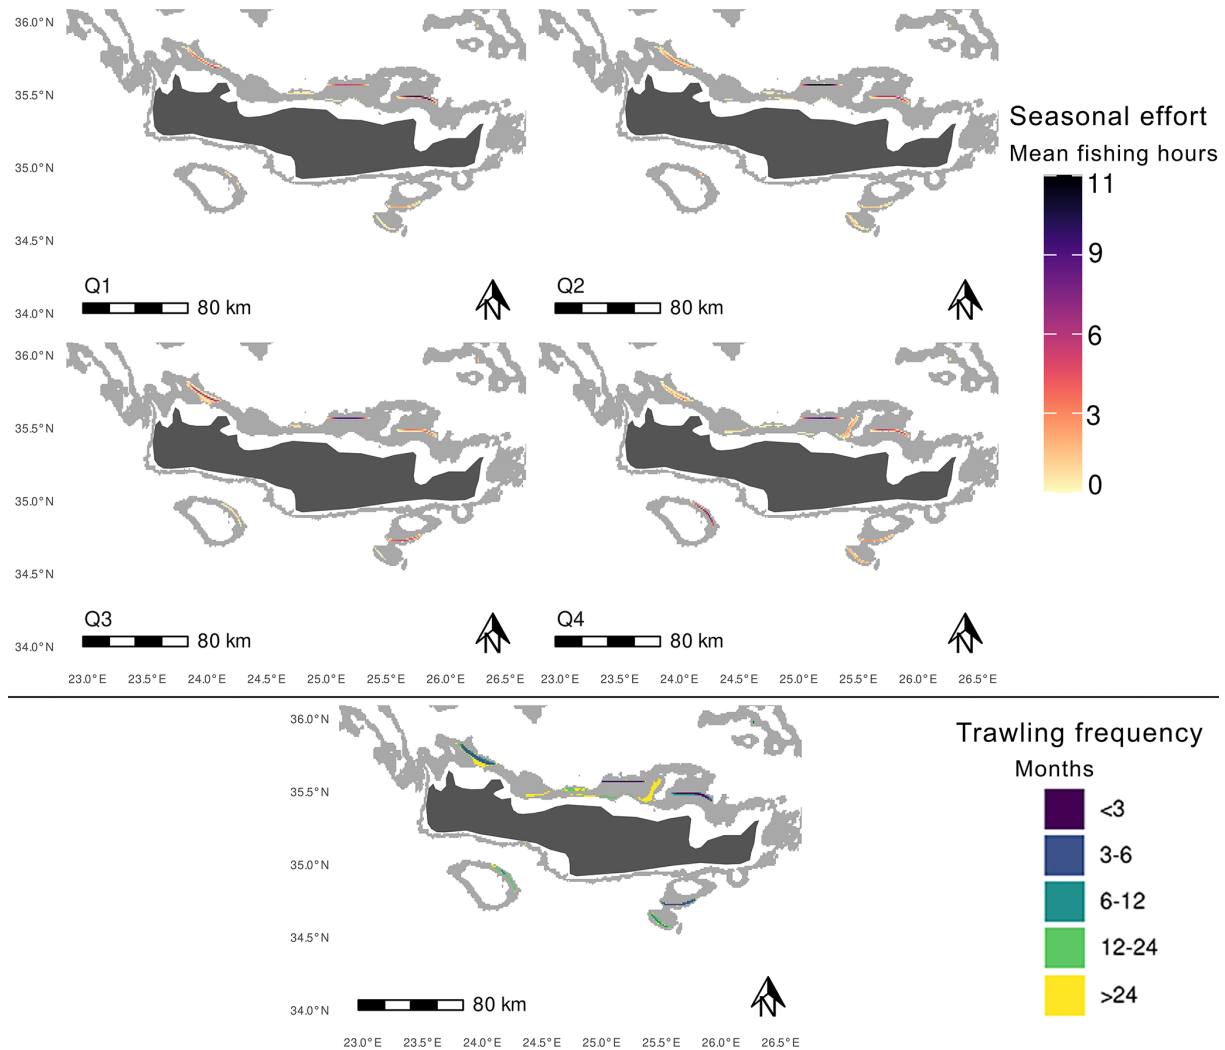 36.0°N
35.5°N
35.0°N
34.5°N
34.0°N
Q1
80 km
N
Q2
80 km
N
Seasonal effort
Mean fishing hours
11
9
6
3
0
36.0°N
35.5°N
35.0°N
34.5°N
34.0°N
Q3
80 km
N
Q4
80 km
N
23.0°E 23.5°E 24.0°E 24.5°E 25.0°E 25.5°E 26.0°E 26.5°E
23.0°E 23.5°E 24.0°E 24.5°E 25.0°E 25.5°E 26.0°E 26.5°E
36.0°N
35.5°N
35.0°N
34.5°N
34.0°N
80 km
N
23.0°E 23.5°E 24.0°E 24.5°E 25.0°E 25.5°E 26.0°E 26.5°E
Trawling frequency
Months
<3
3-6
6-12
12-24
>24